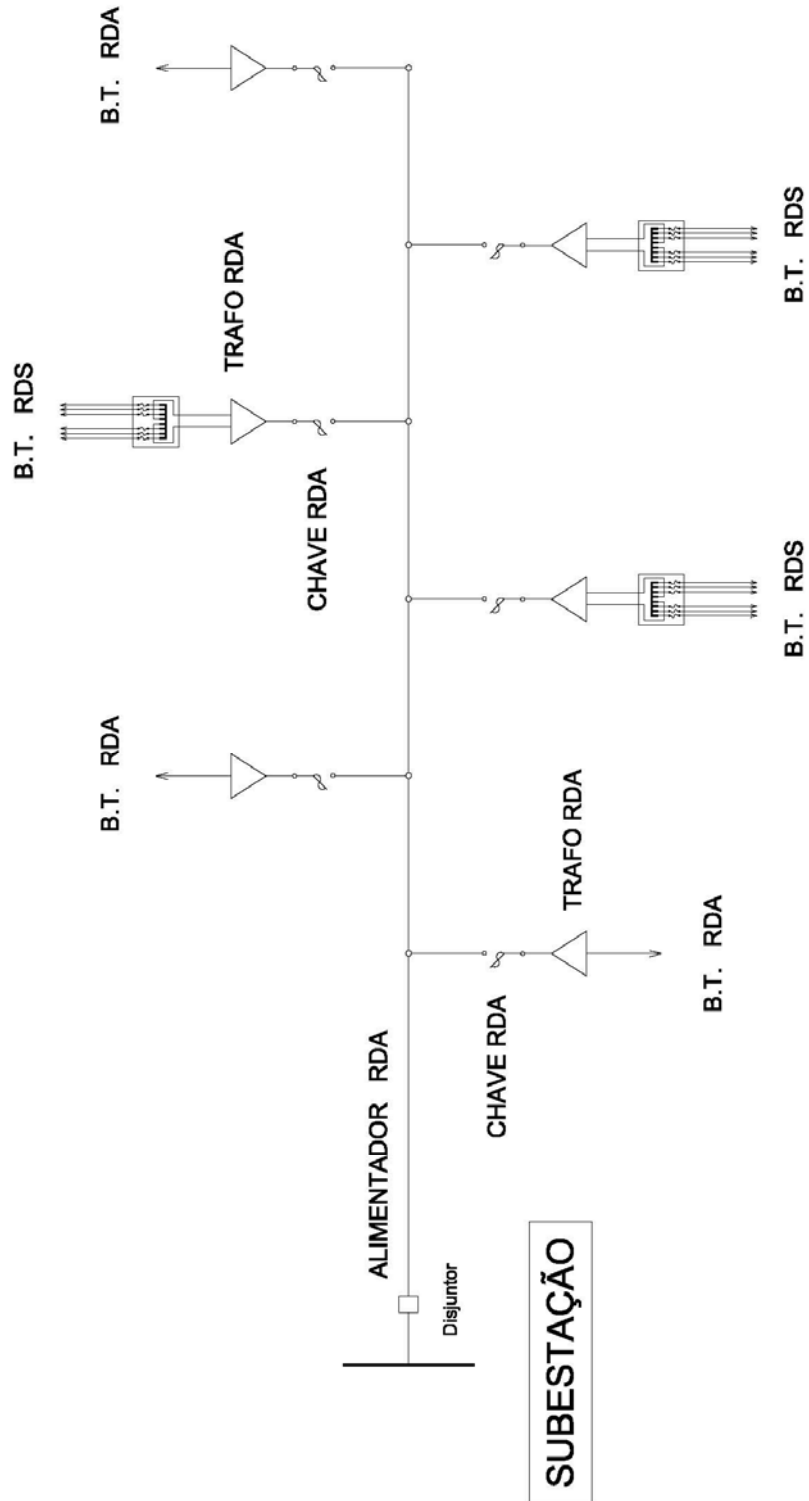 B.T. RDS
B.T. RDA
B.T. RDA
TRAFO RDA
CHAVE RDA
ALIMENTADOR RDA
Disjuntor
SUBESTAÇÃO
CHAVE RDA
TRAFO RDA
B.T. RDA
B.T. RDS
B.T. RDS